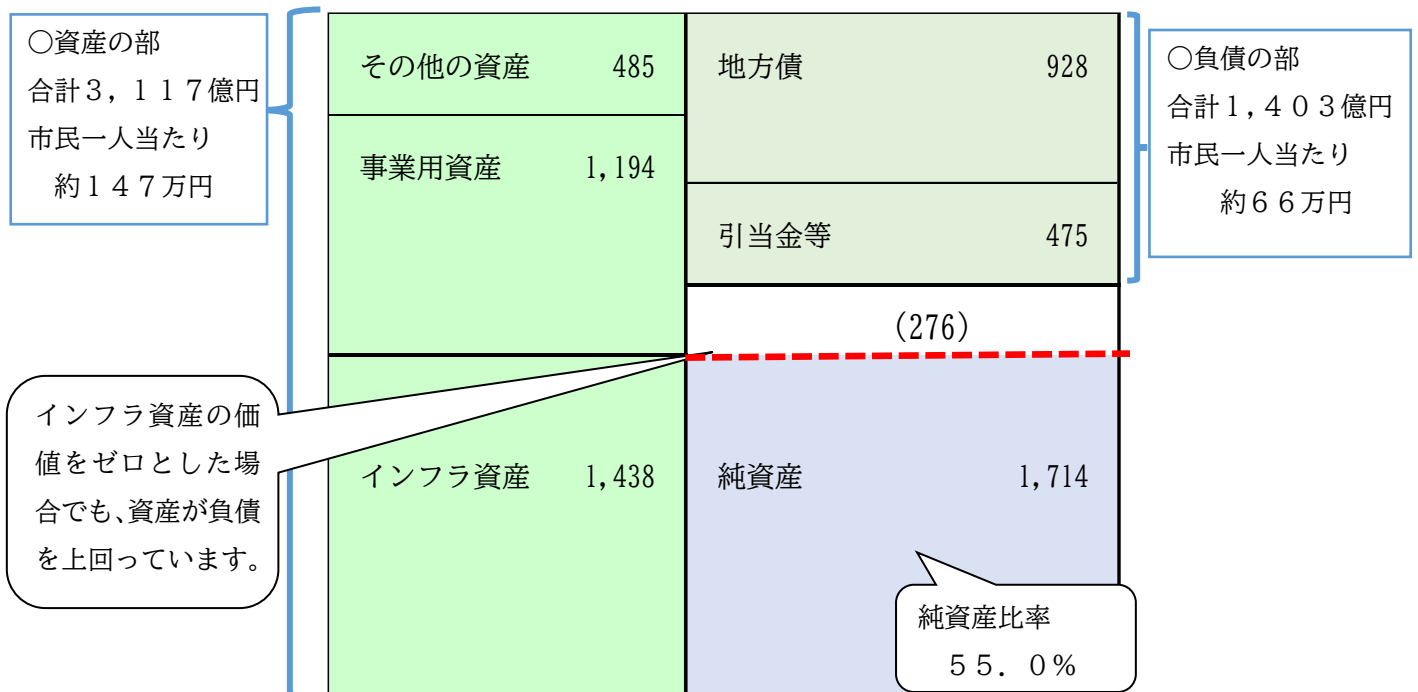 ○資産の部
合計３，１１７億円
市民一人当たり
約１４７万円
その他の資産 485
事業用資産 1,194
インフラ資産 1,438
地方債 928
引当金等 475
(276)
純資産 1,714
○負債の部
合計１,４０３億円
市民一人当たり
約６６万円
インフラ資産の価
値をゼロとした場
合でも、資産が負債
を上回っています。
純資産比率
５５．０％